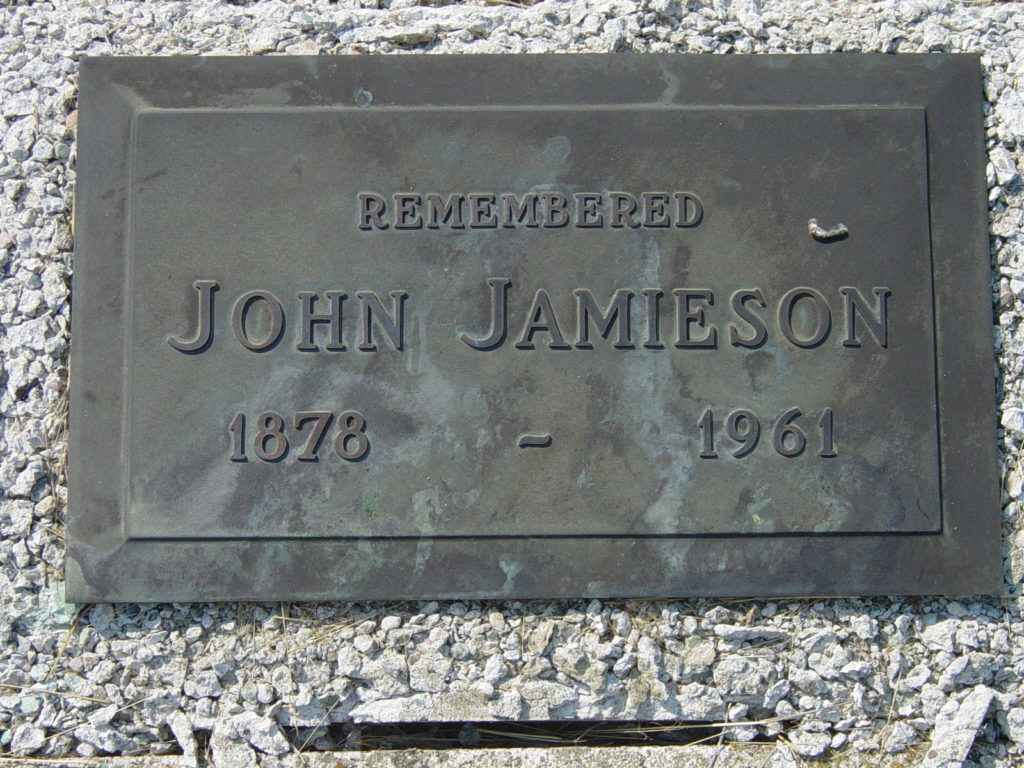 REMEMBERED
JOHN JAMIESON
1878 - 1961